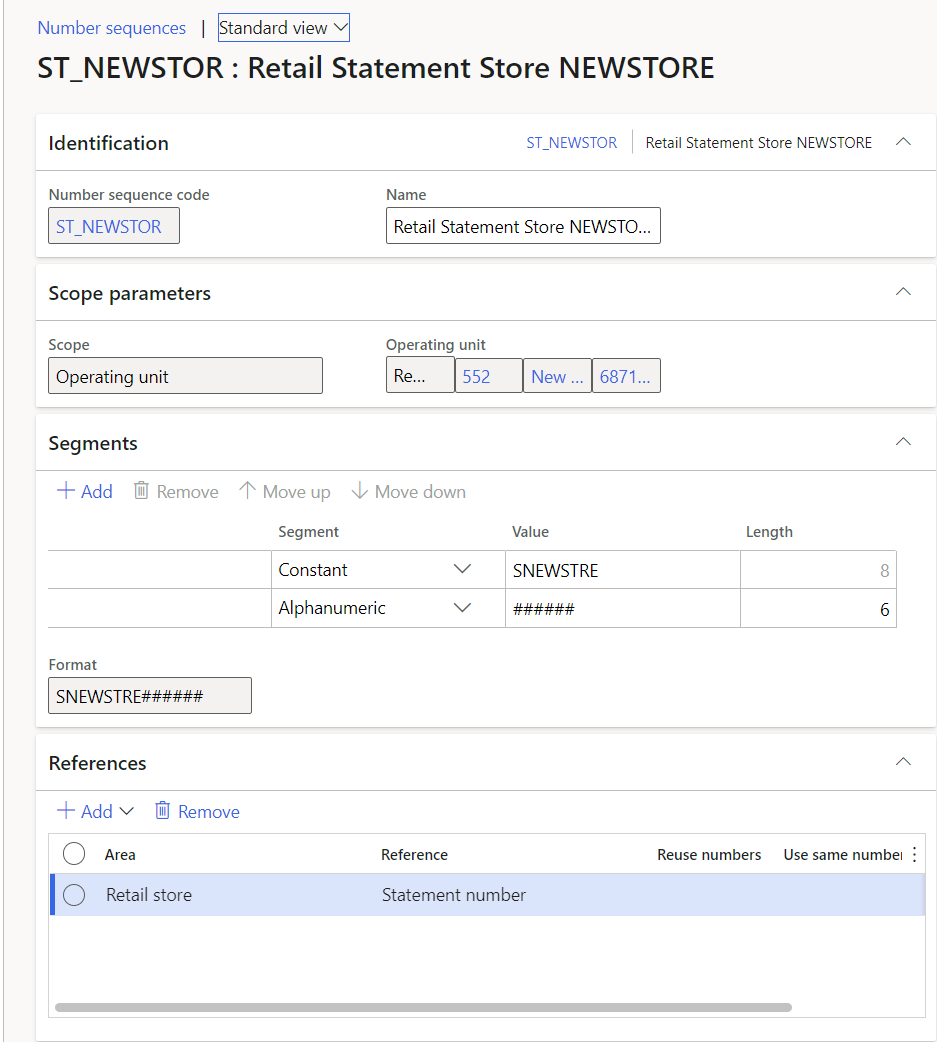 Number sequences | Standard view
ST_NEWSTOR : Retail Statement Store NEWSTORE
Identification ST_NEWSTOR Retail Statement Store NEWSTORE
Number sequence code Name
ST_NEWSTOR Retail Statement Store NEWSTO...
Scope parameters
Scope Operating unit
Operating unit Re... 552 New ... 6871...
Segments
Add Remove Move up Move down
Segment Value Length
Constant SNEWSTRE 8
Alphanumeric ###### 6
Format
SNEWSTRE######
References
Add Remove
Area Reference Reuse numbers Use same number
Retail store Statement number